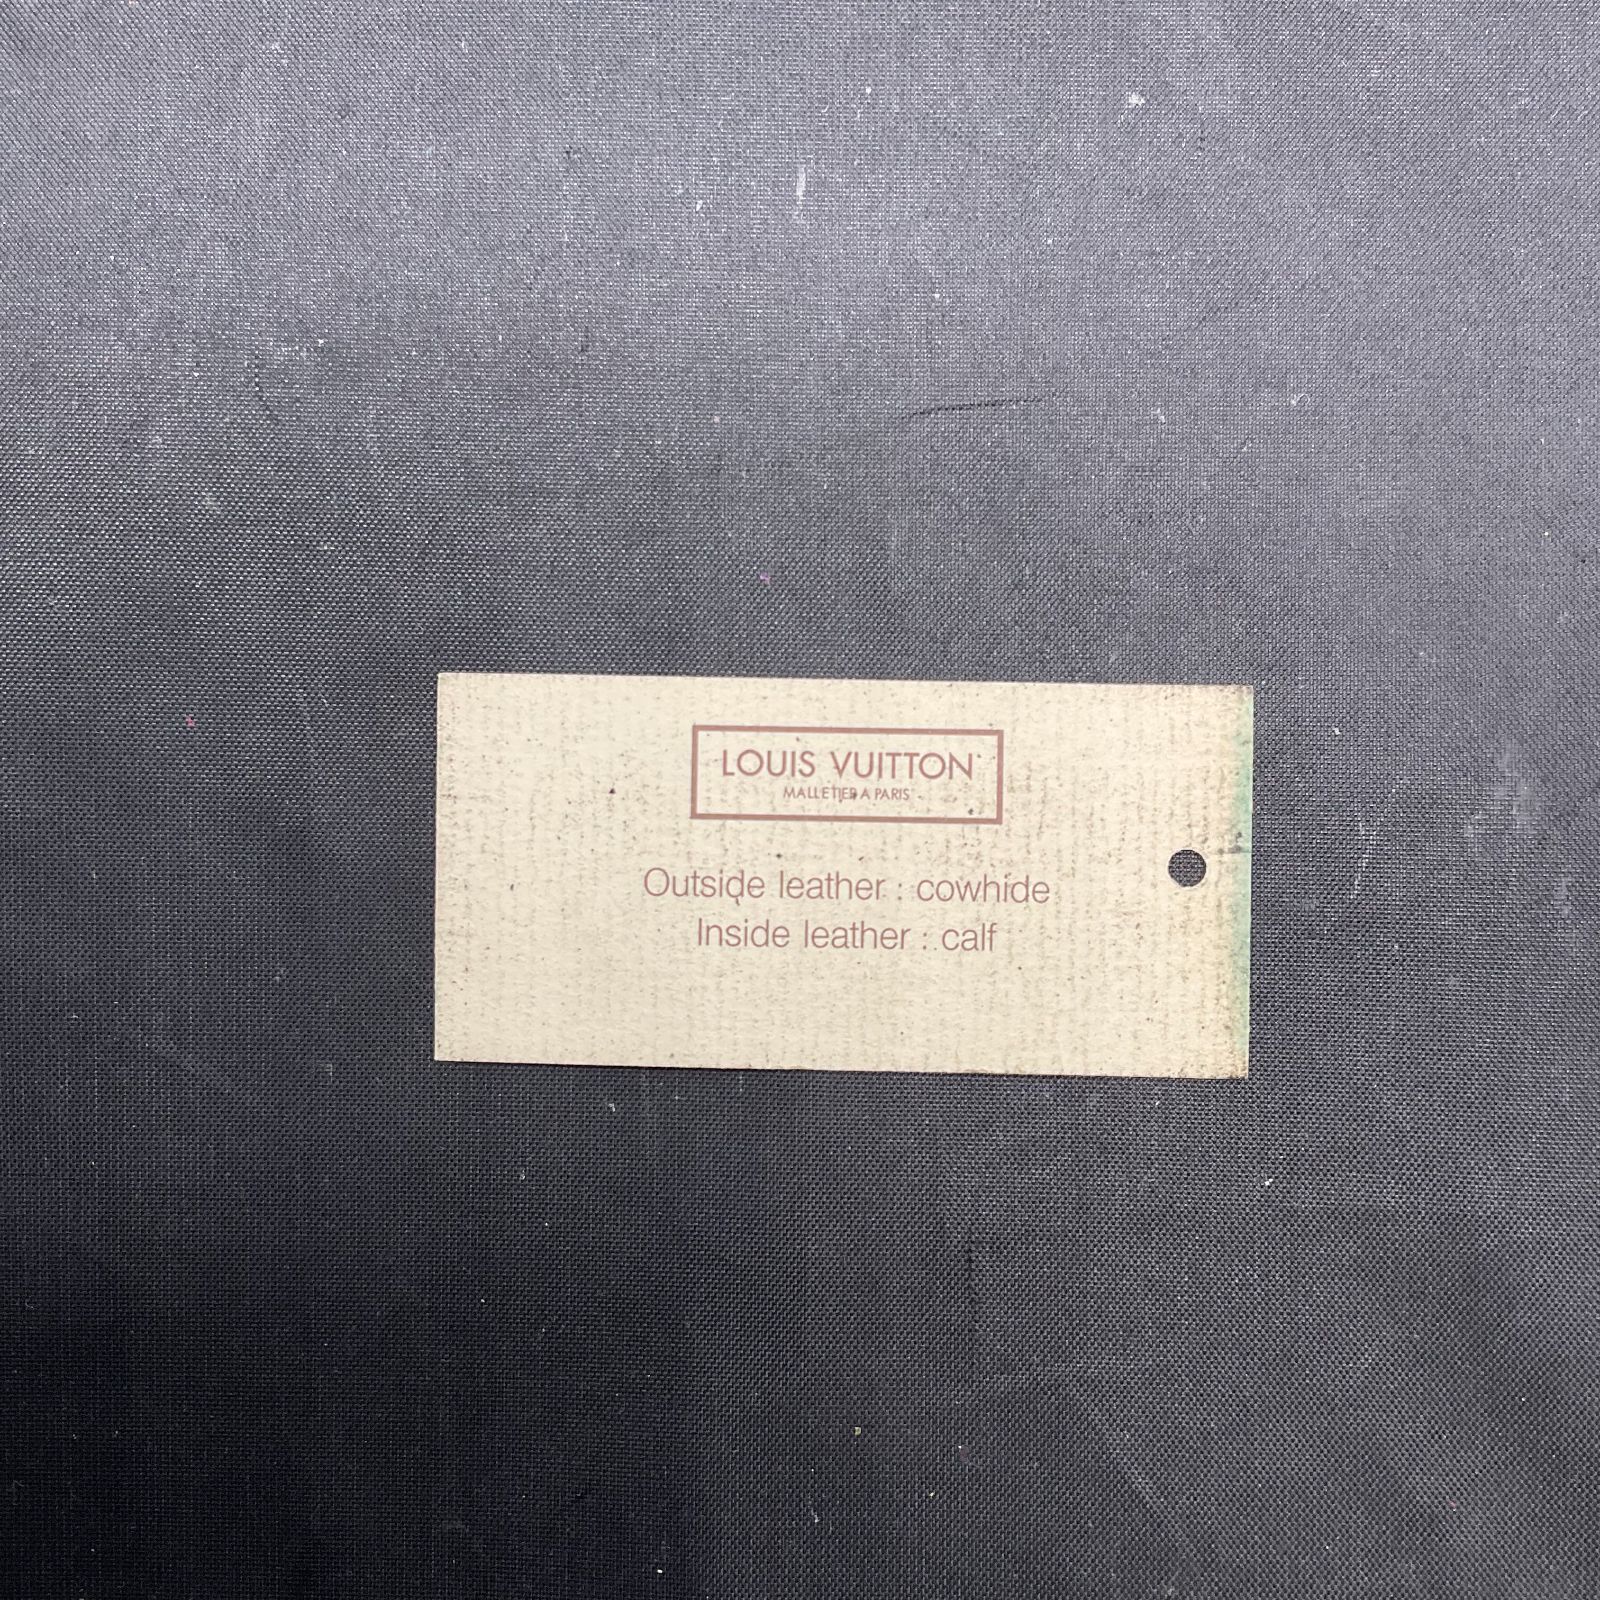 LOUIS VUITTON
MALLETIER A PARIS
Outside leather : cowhide
Inside leather : calf